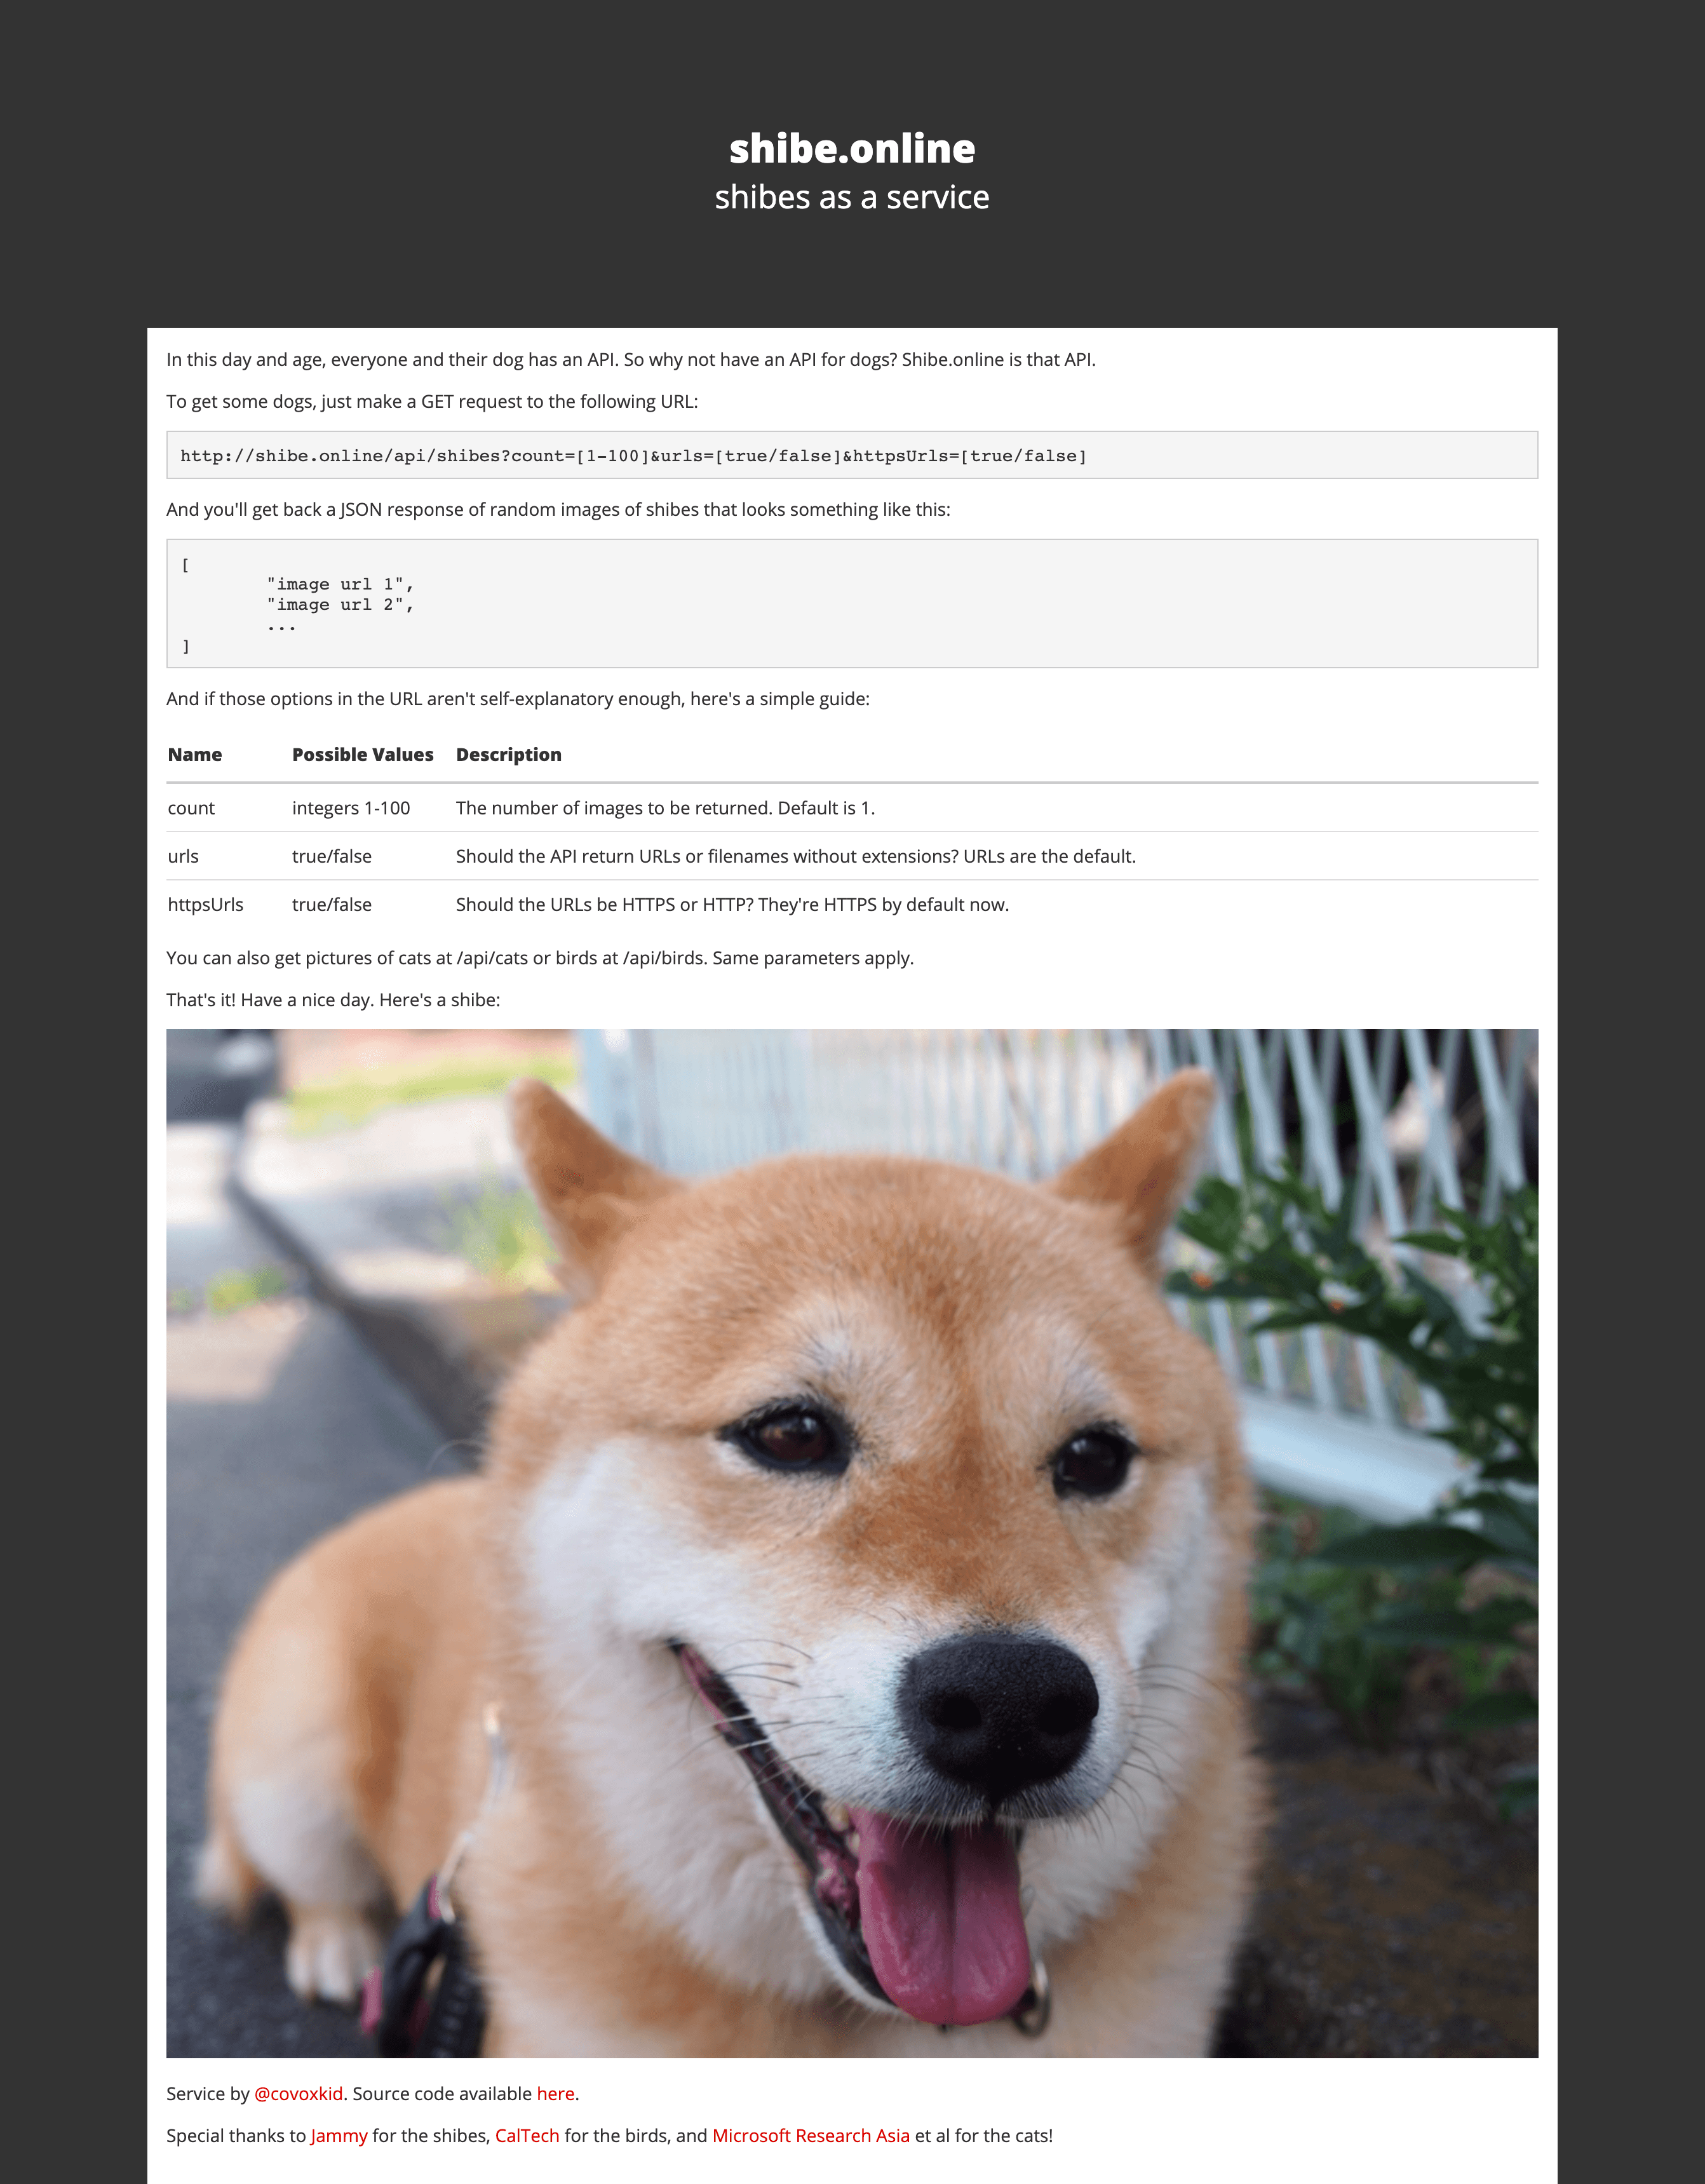 shibe.online
shibes as a service
In this day and age, everyone and their dog has an API. So why not have an API for dogs? Shibe.online is that API.
To get some dogs, just make a GET request to the following URL:
http://shibe.online/api/shibes?count=[1-100]&urls=[true/false]&httpsUrls=[true/false]
And you'll get back a JSON response of random images of shibes that looks something like this:
[
"image url 1",
"image url 2",
...
]
And if those options in the URL aren't self-explanatory enough, here's a simple guide:
Name Possible Values Description
count integers 1-100 The number of images to be returned. Default is 1.
urls true/false Should the API return URLs or filenames without extensions? URLs are the default.
httpsUrls true/false Should the URLs be HTTPS or HTTP? They're HTTPS by default now.
You can also get pictures of cats at /api/cats or birds at /api/birds. Same parameters apply.
That's it! Have a nice day. Here's a shibe:
Service by @covoxkid. Source code available here.
Special thanks to Jammy for the shibes, CalTech for the birds, and Microsoft Research Asia et al for the cats!